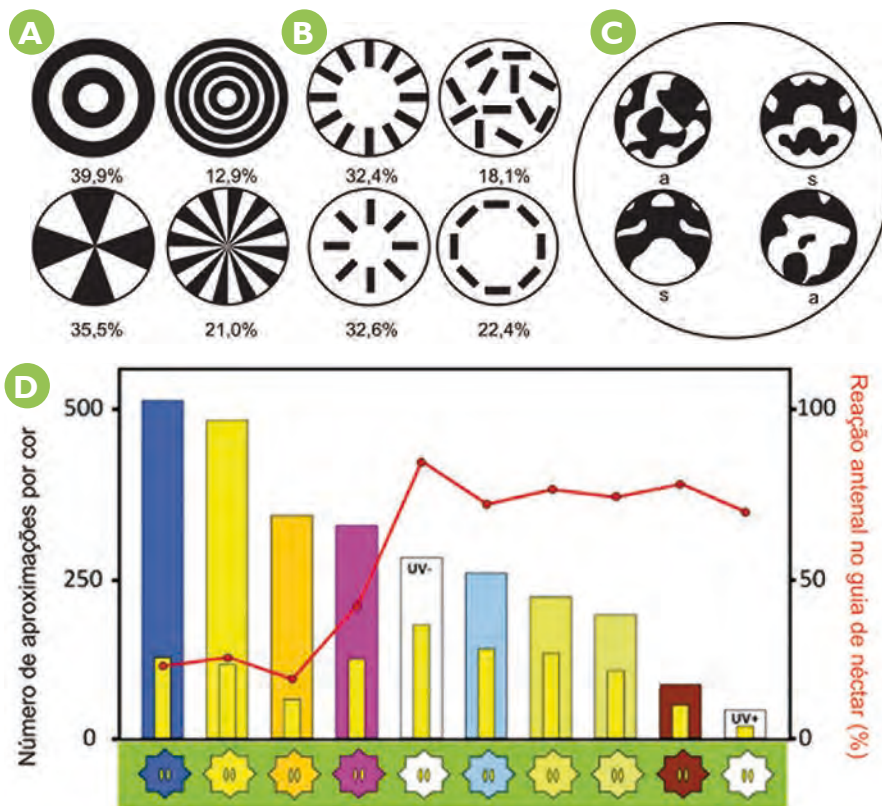 A
B
C
39,9%
12,9%
32,4%
18,1%
a
s
35,5%
21,0%
32,6%
22,4%
s
a
D
Número de aproximações por cor
500
250
0
UV-
UV+
100
50
0
Reação antenal no guia de néctar (%)